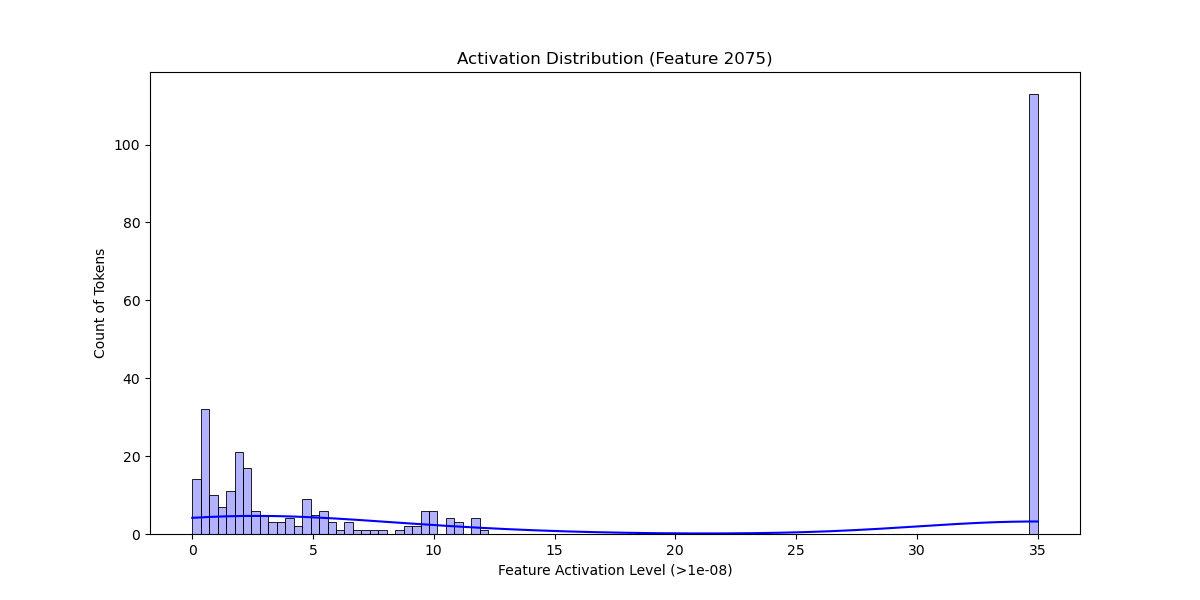 Activation Distribution (Feature 2075)
100
80
60
40
20
0
Count of Tokens
0 5 10 15 20 25 30 35
Feature Activation Level (>1e-08)